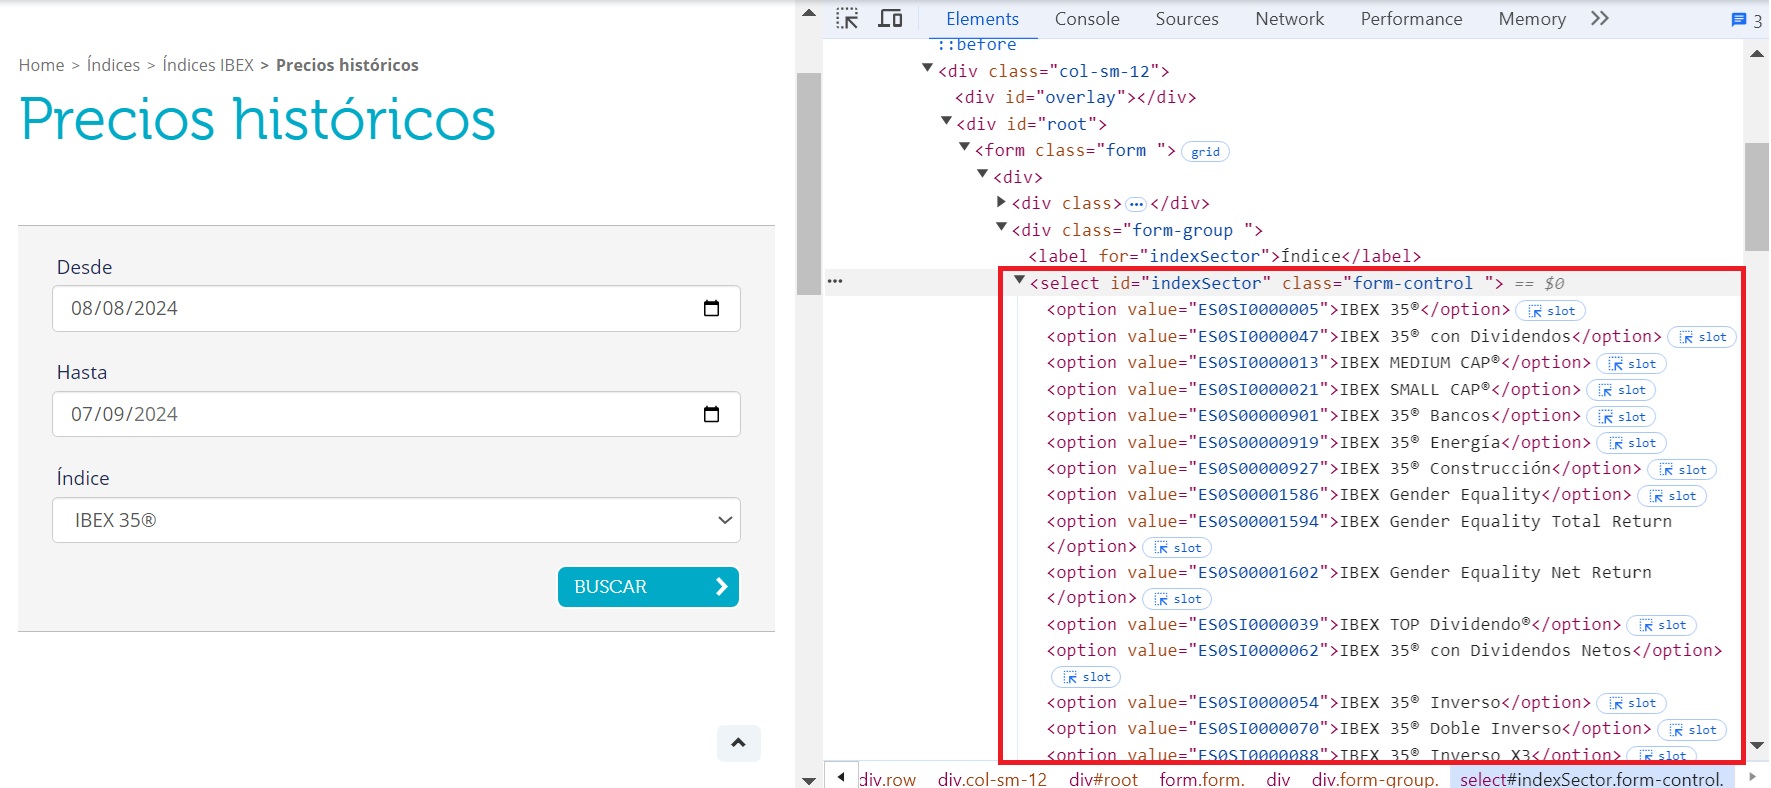 Home > Índices > Índices IBEX > Precios históricos
Precios históricos
Desde
08/08/2024
Hasta
07/09/2024
Índice
IBEX 35®
BUSCAR
Elements Console Sources Network Performance Memory 3
::before
<div class="col-sm-12">
<div id="overlay"></div>
<div id="root">
<form class="form "> grid
<div>
<div class>…</div>
<div class="form-group ">
<label for="indexSector">Índice</label>
<select id="indexSector" class="form-control "> == $0
<option value="ES0SI0000005">IBEX 35®</option> slot
<option value="ES0SI0000047">IBEX 35® con Dividendos</option> slot
<option value="ES0SI0000013">IBEX MEDIUM CAP®</option> slot
<option value="ES0SI0000021">IBEX SMALL CAP®</option> slot
<option value="ES0S00000901">IBEX 35® Bancos</option> slot
<option value="ES0S00000919">IBEX 35® Energía</option> slot
<option value="ES0S00000927">IBEX 35® Construcción</option> slot
<option value="ES0S00001586">IBEX Gender Equality</option> slot
<option value="ES0S00001594">IBEX Gender Equality Total Return
</option> slot
<option value="ES0S00001602">IBEX Gender Equality Net Return
</option> slot
<option value="ES0SI0000039">IBEX TOP Dividendo®</option> slot
<option value="ES0SI0000062">IBEX 35® con Dividendos Netos</option>
slot
<option value="ES0SI0000054">IBEX 35® Inverso</option> slot
<option value="ES0SI0000070">IBEX 35® Doble Inverso</option> slot
<option value="ES0SI0000088">IBEX 35® Inverso X3</option> slot
div.row div.col-sm-12 div#root form.form. div div.form-group. select#indexSector.form-control.